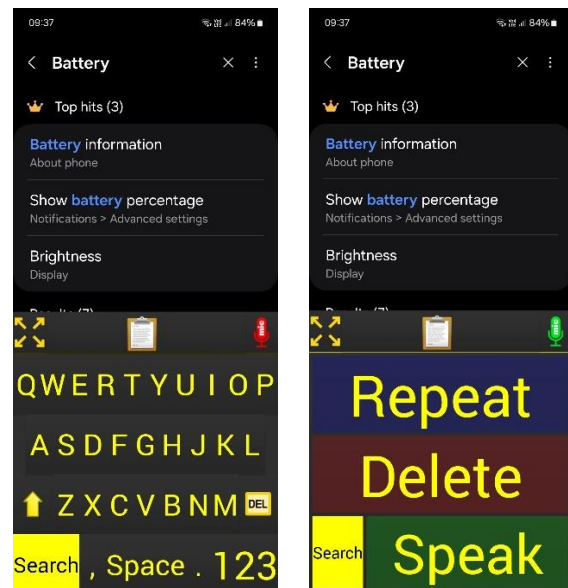 09:37 84%
Battery
Top hits (3)
Battery information
About phone
Show battery percentage
Notifications > Advanced settings
Brightness
Display
mic
QWERTYUIOP
ASDFGHJKL
ZXCVBNM DEL
Search , Space . 123
09:37 84%
Battery
Top hits (3)
Battery information
About phone
Show battery percentage
Notifications > Advanced settings
Brightness
Display
mic
Repeat
Delete
Search Speak